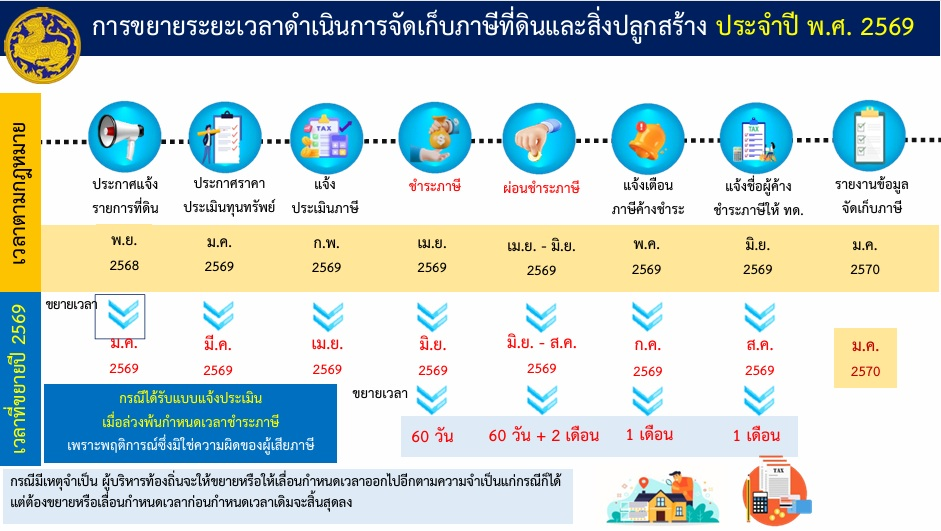 การขยายระยะเวลาดำเนินการจัดเก็บภาษีที่ดินและสิ่งปลูกสร้าง ประจำปี พ.ศ. 2569
เวลาตามกฎหมาย
ประกาศแจ้ง
รายการที่ดิน
ประกาศราคา
ประเมินทุนทรัพย์
แจ้ง
ประเมินภาษี
ชำระภาษี
ผ่อนชำระภาษี
แจ้งเตือน
ภาษีค้างชำระ
แจ้งชื่อผู้ค้าง
ชำระภาษีให้ ทด.
รายงานข้อมูล
จัดเก็บภาษี
TAX
TAX
พ.ย.
2568
ม.ค.
2569
ก.พ.
2569
เม.ย.
2569
เม.ย. - มิ.ย.
2569
พ.ค.
2569
มิ.ย.
2569
ม.ค.
2570
เวลาที่ขยายปี 2569
ขยายเวลา
ม.ค.
2569
มี.ค.
2569
เม.ย.
2569
มิ.ย.
2569
มิ.ย. - ส.ค.
2569
ก.ค.
2569
ส.ค.
2569
ม.ค.
2570
กรณีได้รับแบบแจ้งประเมิน
เมื่อล่วงพ้นกำหนดเวลาชำระภาษี
เพราะพฤติการณ์ซึ่งมิใช่ความผิดของผู้เสียภาษี
ขยายเวลา
60 วัน
60 วัน + 2 เดือน
1 เดือน
1 เดือน
กรณีมีเหตุจำเป็น ผู้บริหารท้องถิ่นจะให้ขยายหรือให้เลื่อนกำหนดเวลาออกไปอีกตามความจำเป็นแก่กรณีก็ได้
แต่ต้องขยายหรือเลื่อนกำหนดเวลาก่อนกำหนดเวลาเดิมจะสิ้นสุดลง
TAX